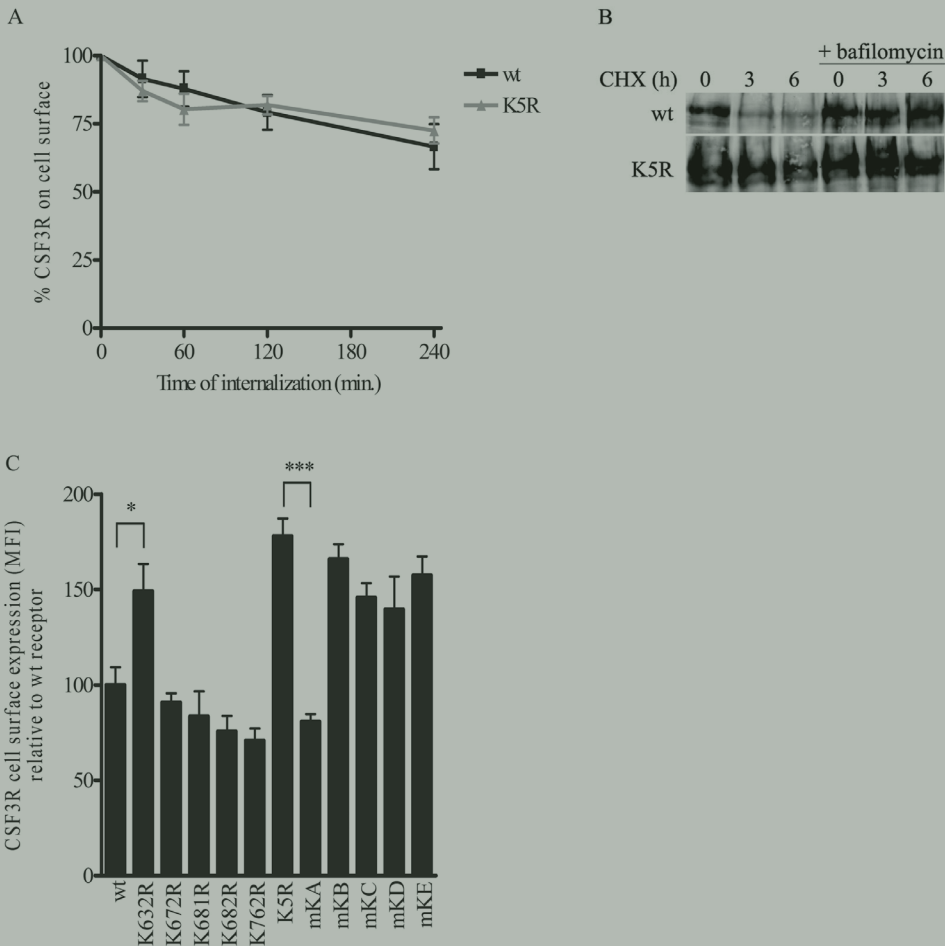 A
100
75
50
25
0
% CSF3R on cell surface
0 60 120 180 240
Time of internalization (min.)
wt
K5R
B
+ bafilomycin
CHX (h) 0 3 6 0 3 6
wt
K5R
C
***
*
200
150
100
50
0
CSF3R cell surface expression (MFI)
relative to wt receptor
wt K632R K672R K681R K682R K762R K5R mKA mKB mKC mKD mKE